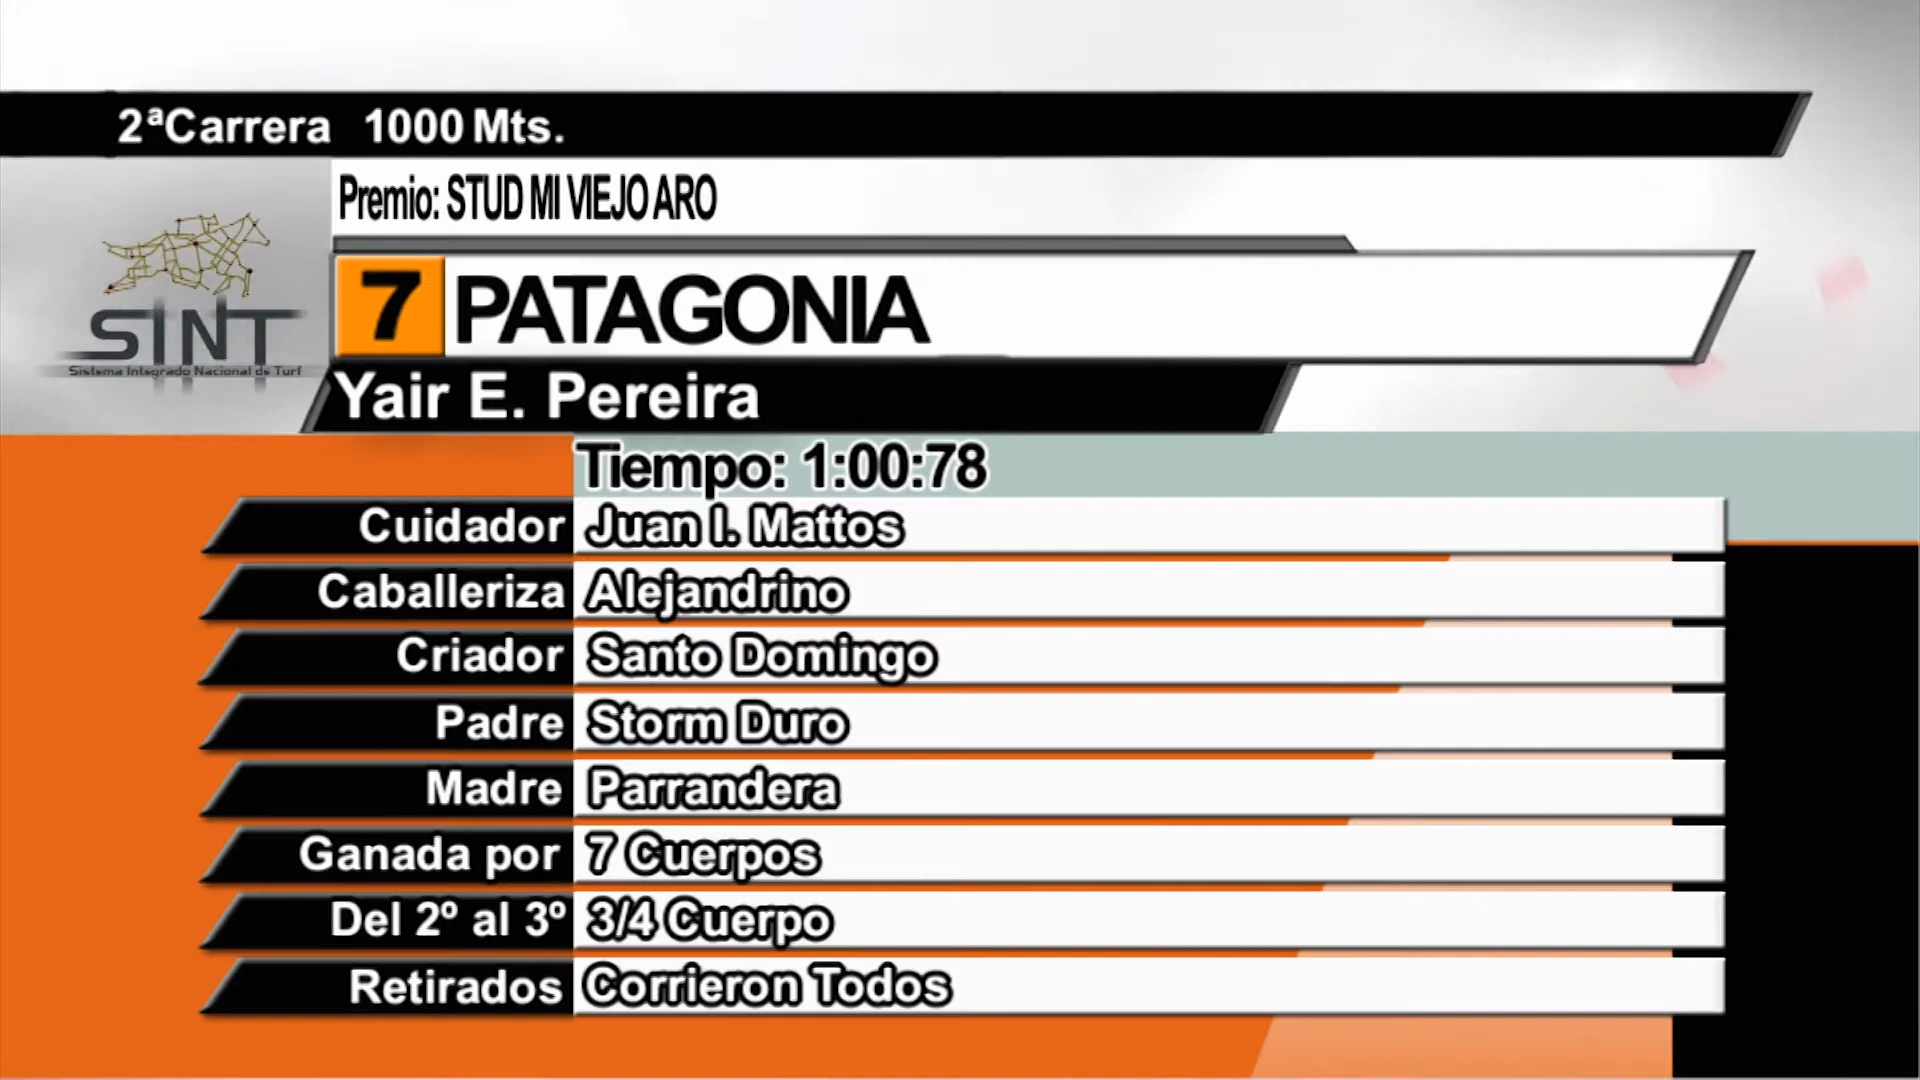 2ªCarrera 1000 Mts.
Premio: STUD MI VIEJO ARO
7 PATAGONIA
SINT
Sistema Integrado Nacional de Turf
Yair E. Pereira
Tiempo: 1:00:78
Cuidador Juan I. Mattos
Caballeriza Alejandrino
Criador Santo Domingo
Padre Storm Duro
Madre Parrandera
Ganada por 7 Cuerpos
Del 2º al 3º 3/4 Cuerpo
Retirados Corrieron Todos